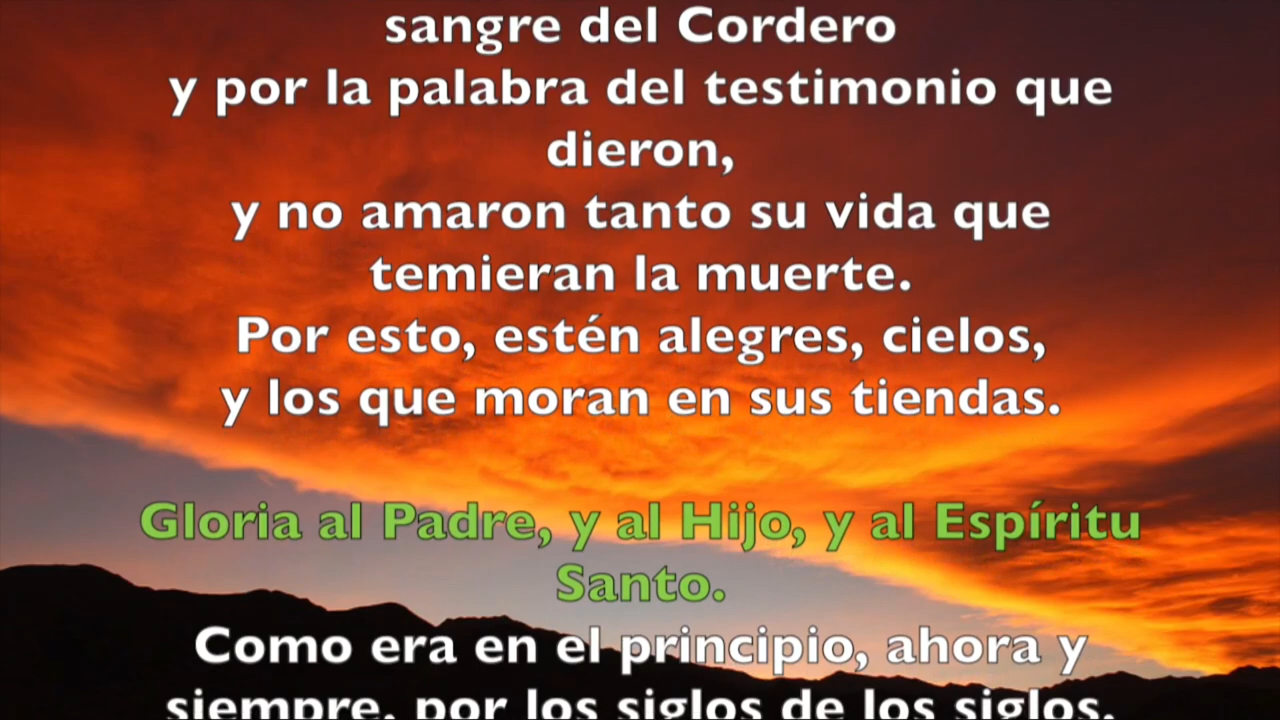 sangre del Cordero
y por la palabra del testimonio que
dieron,
y no amaron tanto su vida que
temieran la muerte.
Por esto, estén alegres, cielos,
y los que moran en sus tiendas.
Gloria al Padre, y al Hijo, y al Espíritu
Santo.
Como era en el principio, ahora y
siempre, por los siglos de los siglos.